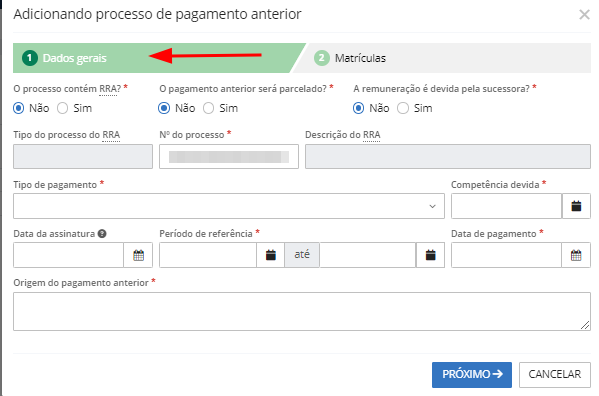 Adicionando processo de pagamento anterior
1 Dados gerais
2 Matrículas
O processo contém RRA? * O pagamento anterior será parcelado? * A remuneração é devida pela sucessora? *
Não Sim Não Sim Não Sim
Tipo do processo do RRA Nº do processo * Descrição do RRA
Tipo de pagamento * Competência devida *
Data da assinatura Período de referência * Data de pagamento *
até
Origem do pagamento anterior *
PRÓXIMO CANCELAR